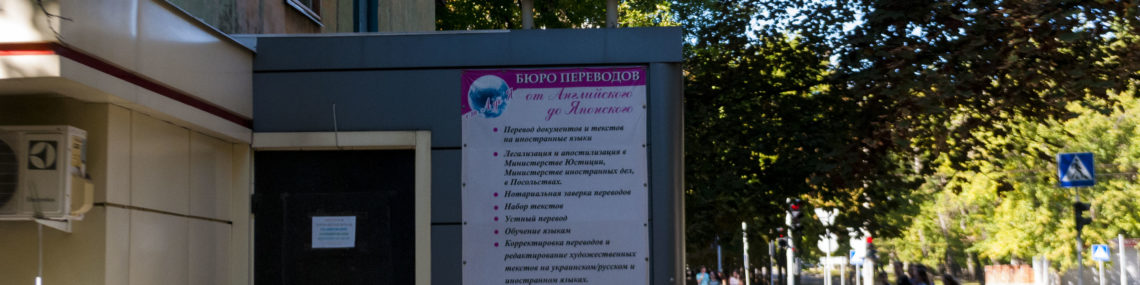 БЮРО ПЕРЕВОДОВ
от Английского
до Японского
Перевод документов и текстов
на иностранные языки
Легализация и апостилизация в
Министерстве Юстиции,
Министерстве иностранных дел,
в Посольствах.
Нотариальная заверка переводов
Набор текстов
Устный перевод
Обучение языкам
Корректировка переводов и
редактирование художественных
текстов на украинском/русском и
иностранном языках.
Electrolux